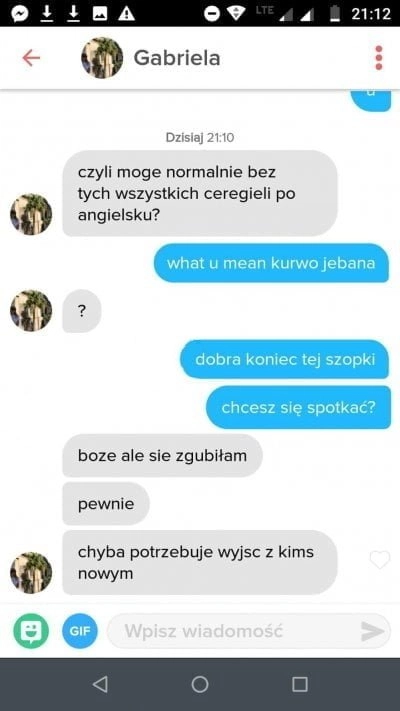 LTE 21:12
Gabriela
u
Dzisiaj 21:10
czyli moge normalnie bez
tych wszystkich ceregieli po
angielsku?
what u mean kurwo jebana
?
dobra koniec tej szopki
chcesz się spotkać?
boze ale sie zgubiłam
pewnie
chyba potrzebuje wyjsc z kims
nowym
GIF Wpisz wiadomość